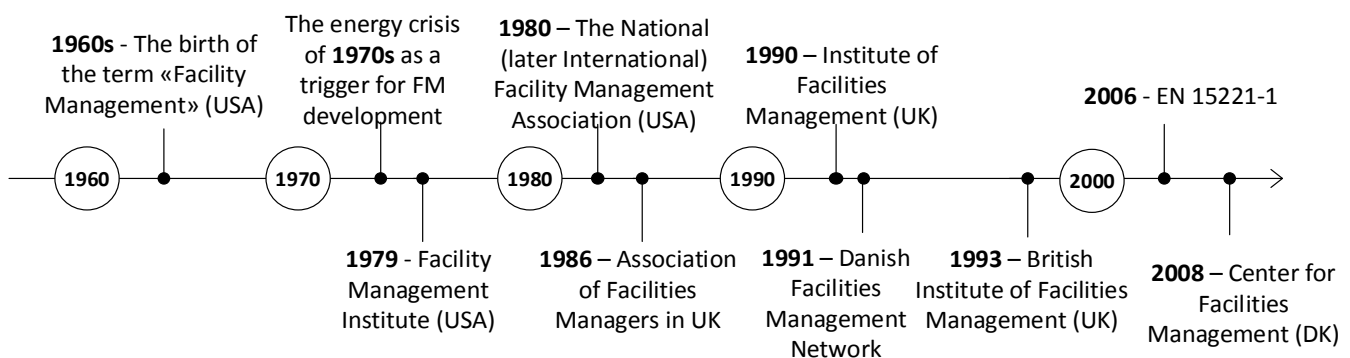 1960s - The birth of
the term «Facility
Management» (USA)
The energy crisis
of 1970s as a
trigger for FM
development
1980 – The National
(later International)
Facility Management
Association (USA)
1990 – Institute of
Facilities
Management (UK)
2006 - EN 15221-1
1960
1970
1980
1990
2000
1979 - Facility
Management
Institute (USA)
1986 – Association
of Facilities
Managers in UK
1991 – Danish
Facilities
Management
Network
1993 – British
Institute of Facilities
Management (UK)
2008 – Center for
Facilities
Management (DK)